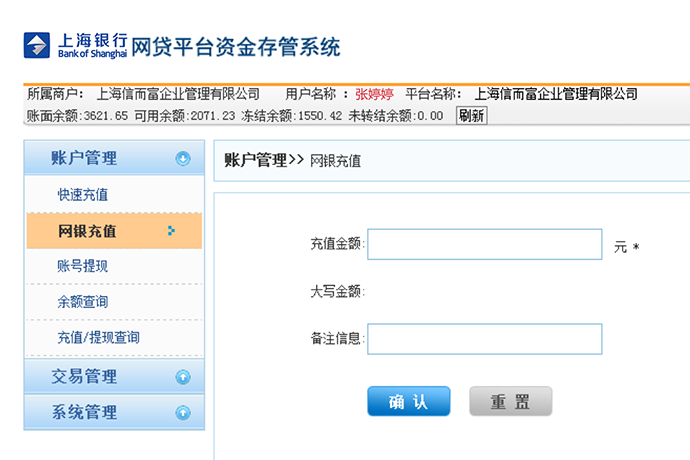 上海银行 网贷平台资金存管系统
Bank of Shanghai
所属商户： 上海信而富企业管理有限公司 用户名称 ： 张婷婷 平台名称： 上海信而富企业管理有限公司
账面余额:3621.65 可用余额:2071.23 冻结余额:1550.42 未转结余额:0.00 刷新
账户管理
快速充值
网银充值
账号提现
余额查询
充值/提现查询
交易管理
系统管理
账户管理>> 网银充值
充值金额: 元 *
大写金额:
备注信息:
确 认 重 置